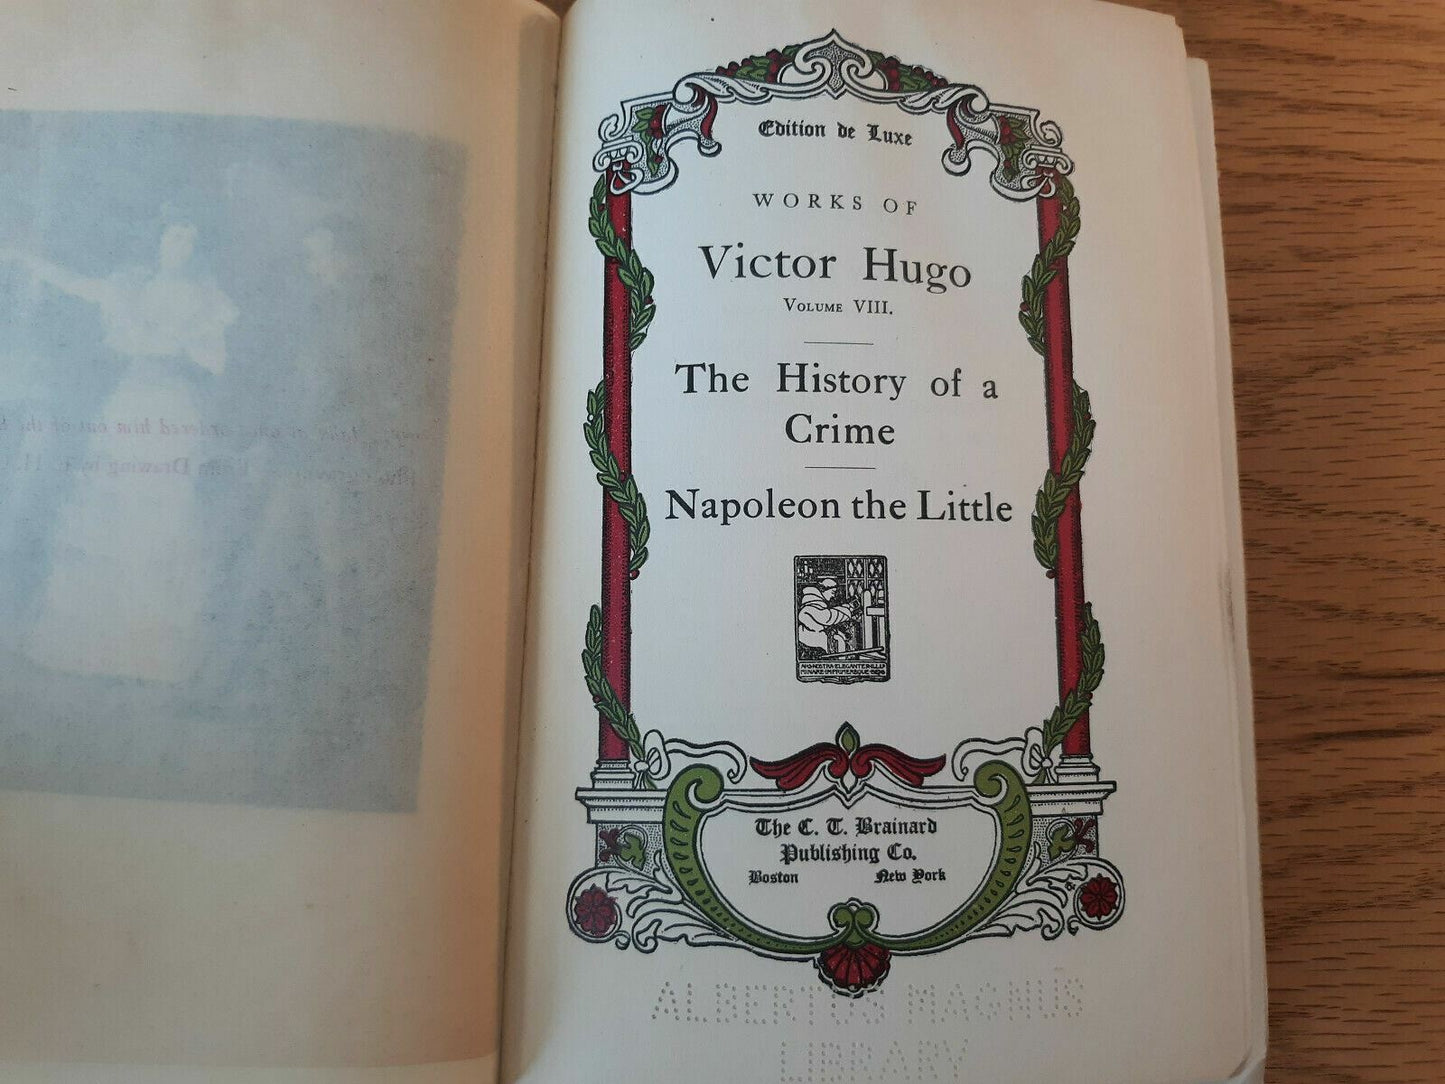 Edition de Luxe
WORKS OF
Victor Hugo
VOLUME VIII.
The History of a
Crime
Napoleon the Little
The C. T. Brainard
Publishing Co.
Boston New York
ALBERTUS MAGNUS
LIBRARY